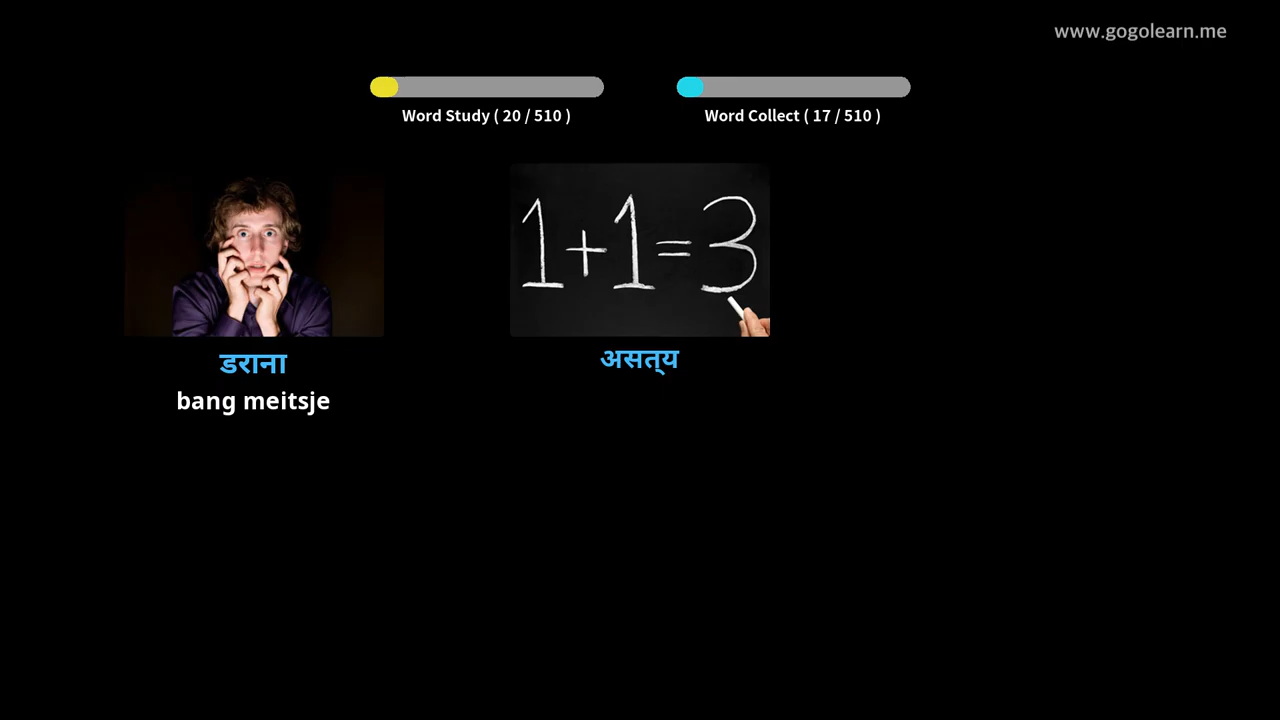 www.gogolearn.me
Word Study ( 20 / 510 )
Word Collect ( 17 / 510 )
1+1=3
डराना
असत्य
bang meitsje